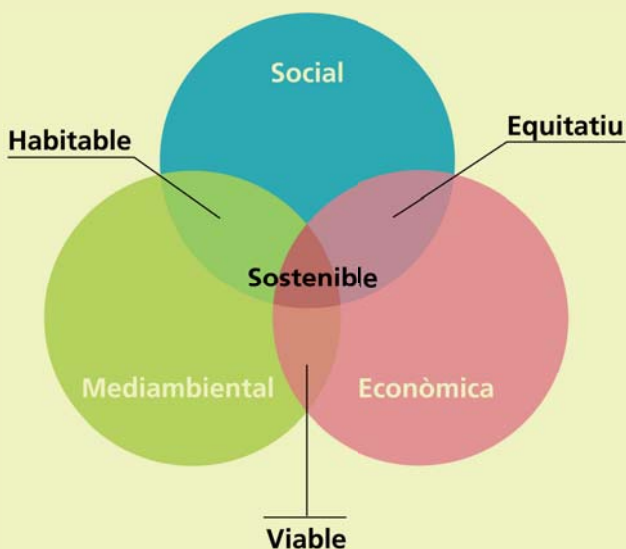 Social
Habitable
Equitatiu
Sostenible
Mediambiental
Econòmica
Viable